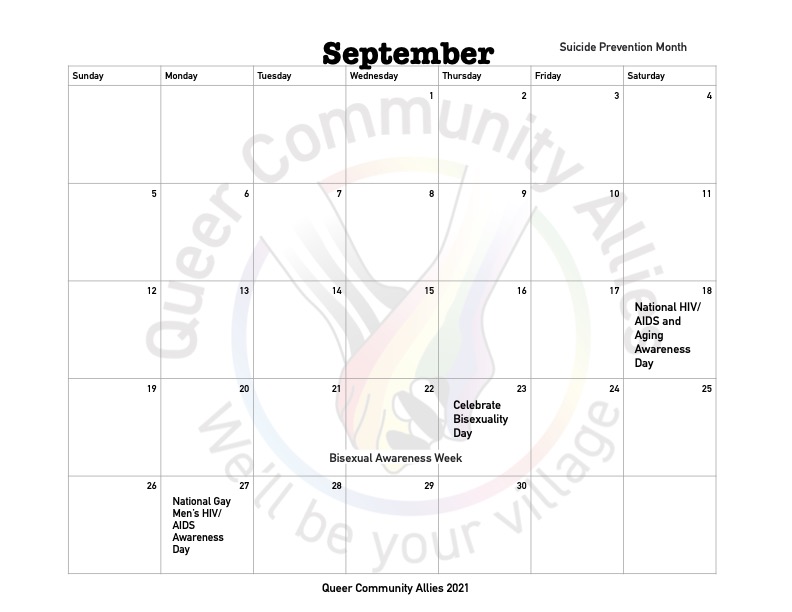 September
Suicide Prevention Month
Sunday
Monday
Tuesday
Wednesday
Thursday
Friday
Saturday
1
2
3
4
5
6
7
8
9
10
11
12
13
14
15
16
17
18
National HIV/
AIDS and
Aging
Awareness
Day
19
20
21
22
23
Celebrate
Bisexuality
Day
24
25
Bisexual Awareness Week
26
27
National Gay
Men's HIV/
AIDS
Awareness
Day
28
29
30
Queer Community Allies
We'll be your village
Queer Community Allies 2021